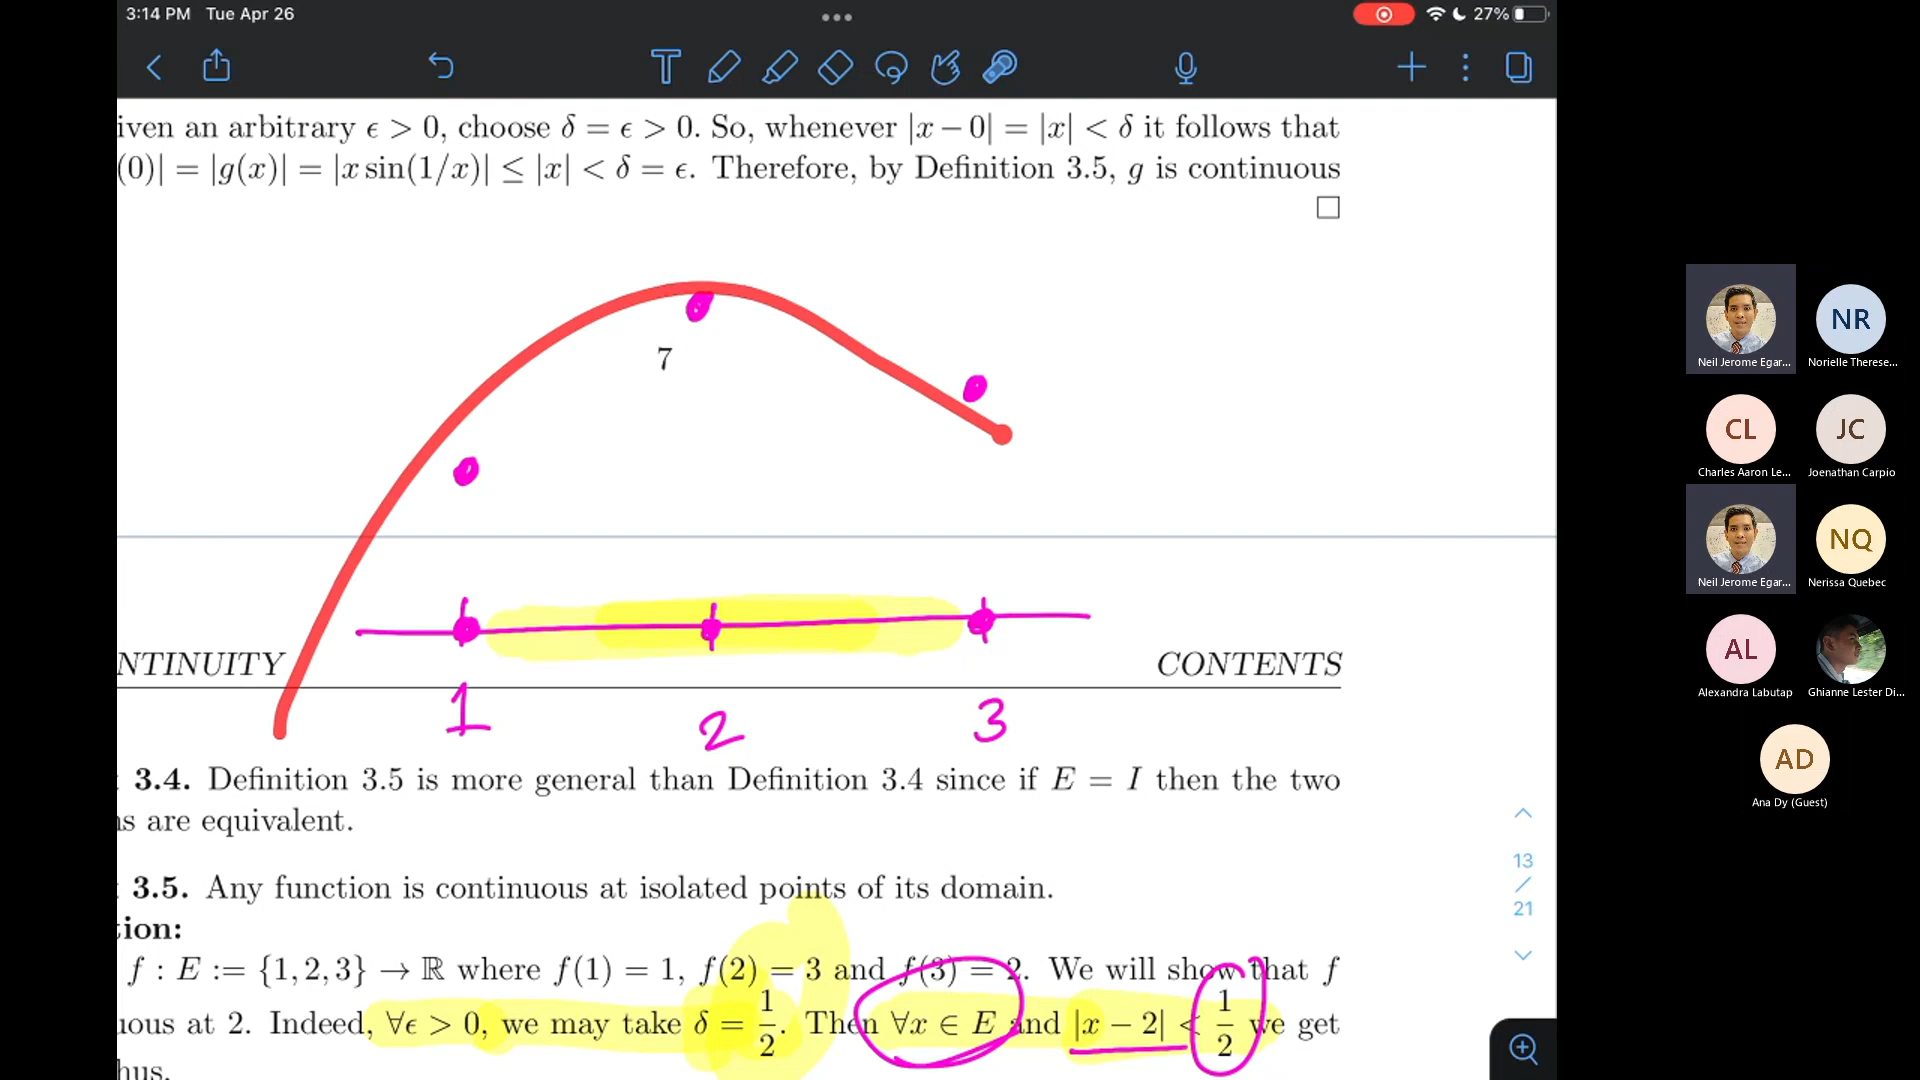 3:14 PM Tue Apr 26
27%
iven an arbitrary ϵ > 0, choose δ = ϵ > 0. So, whenever |x − 0| = |x| < δ it follows that
(0)| = |g(x)| = |x sin(1/x)| ≤ |x| < δ = ϵ. Therefore, by Definition 3.5, g is continuous
□
7
NTINUITY CONTENTS
1 2 3
3.4. Definition 3.5 is more general than Definition 3.4 since if E = I then the two
s are equivalent.
3.5. Any function is continuous at isolated points of its domain.
tion:
f : E := {1, 2, 3} → ℝ where f(1) = 1, f(2) = 3 and f(3) = 2. We will show that f
uous at 2. Indeed, ∀ϵ > 0, we may take δ = 1/2. Then ∀x ∈ E and |x − 2| < 1/2 we get
hus,
13
/
21
Neil Jerome Egar...
NR
Norielle Therese...
CL
Charles Aaron Le...
JC
Joenathan Carpio
Neil Jerome Egar...
NQ
Nerissa Quebec
AL
Alexandra Labutap
Ghianne Lester Di...
AD
Ana Dy (Guest)